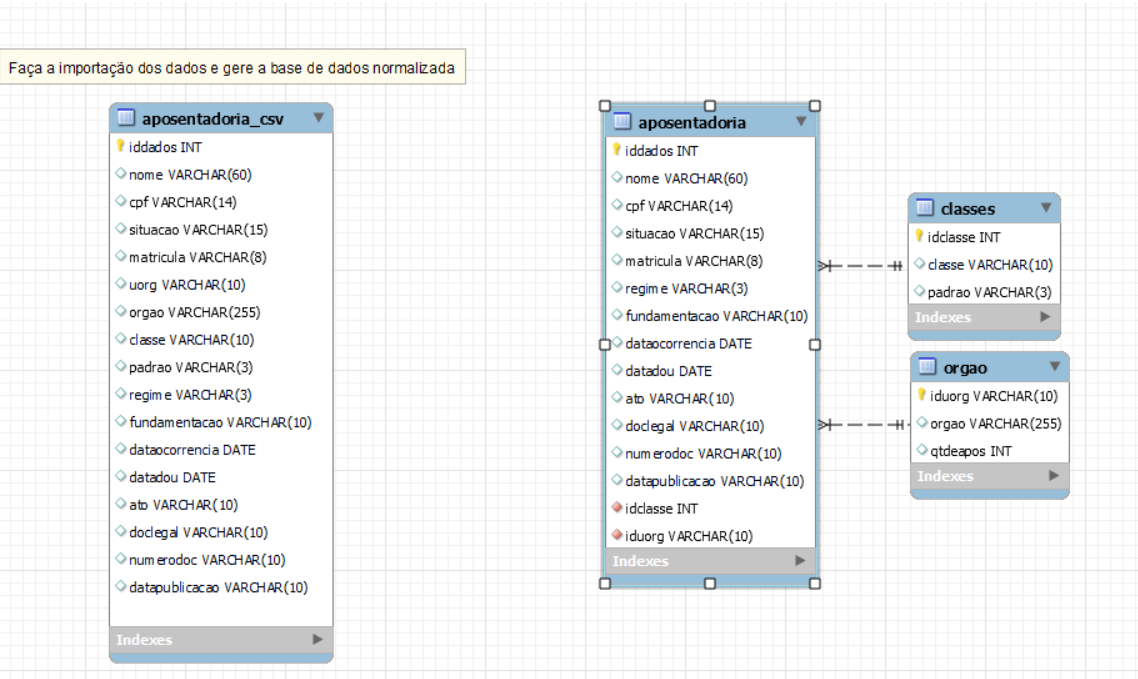 Faça a importação dos dados e gere a base de dados normalizada
aposentadoria_csv
iddados INT
nome VARCHAR(60)
cpf VARCHAR(14)
situacao VARCHAR(15)
matricula VARCHAR(8)
uorg VARCHAR(10)
orgao VARCHAR(255)
classe VARCHAR(10)
padrao VARCHAR(3)
regime VARCHAR(3)
fundamentacao VARCHAR(10)
dataocorrencia DATE
datadou DATE
ato VARCHAR(10)
doclegal VARCHAR(10)
numerodoc VARCHAR(10)
datapublicacao VARCHAR(10)
Indexes
aposentadoria
iddados INT
nome VARCHAR(60)
cpf VARCHAR(14)
situacao VARCHAR(15)
matricula VARCHAR(8)
regime VARCHAR(3)
fundamentacao VARCHAR(10)
dataocorrencia DATE
datadou DATE
ato VARCHAR(10)
doclegal VARCHAR(10)
numerodoc VARCHAR(10)
datapublicacao VARCHAR(10)
idclasse INT
iduorg VARCHAR(10)
Indexes
classes
idclasse INT
classe VARCHAR(10)
padrao VARCHAR(3)
Indexes
orgao
iduorg VARCHAR(10)
orgao VARCHAR(255)
qtdeapos INT
Indexes